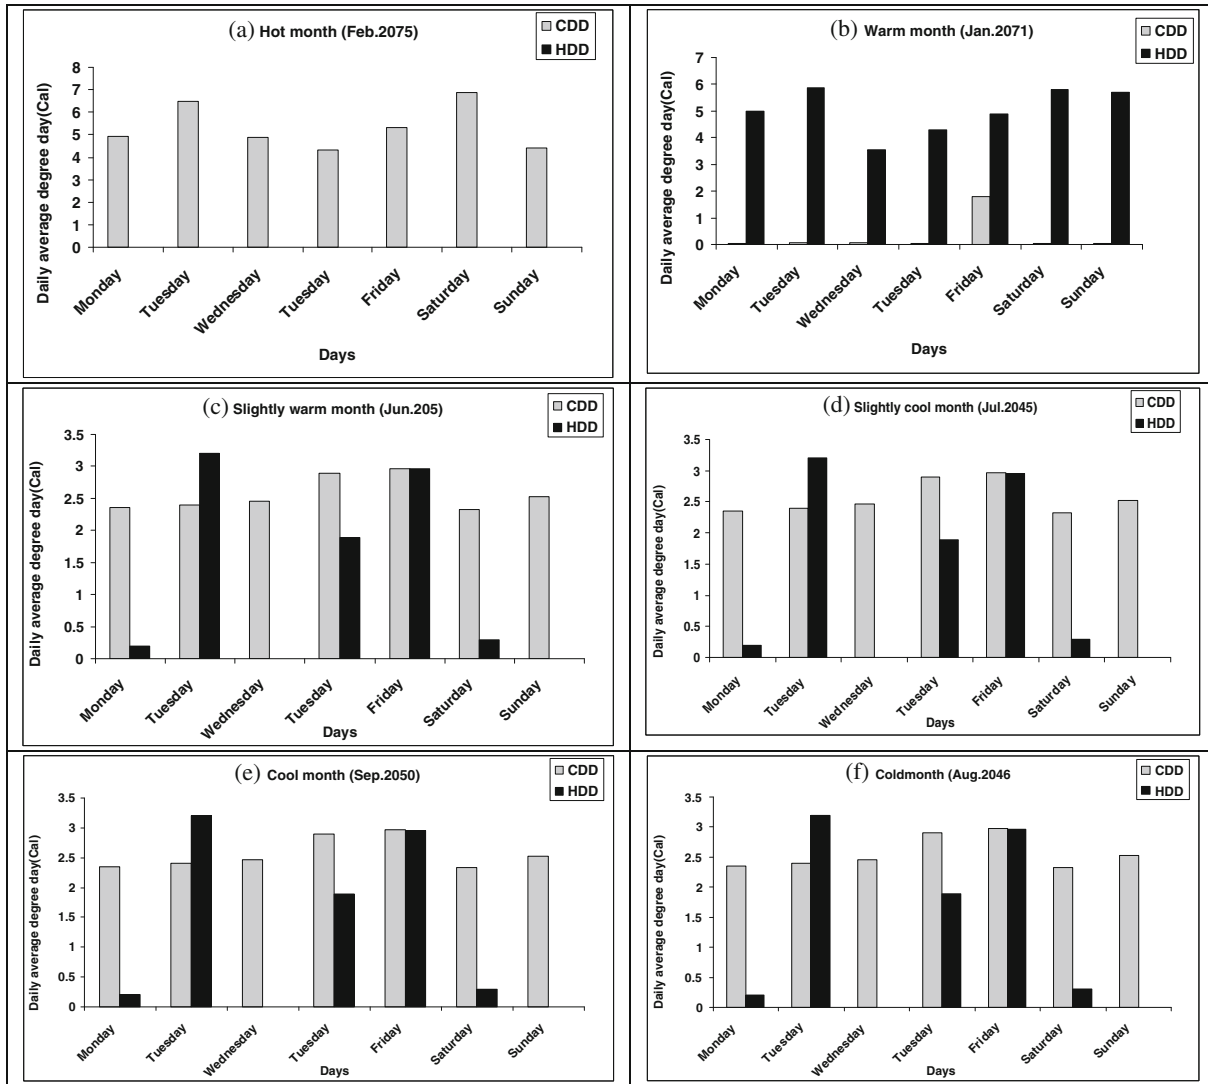 (a) Hot month (Feb.2075)
CDD
HDD
Daily average degree day(Cal)
8
7
6
5
4
3
2
1
0
Monday
Tuesday
Wednesday
Tuesday
Friday
Saturday
Sunday
Days
(b) Warm month (Jan.2071)
CDD
HDD
Daily average degree day(Cal)
7
6
5
4
3
2
1
0
Monday
Tuesday
Wednesday
Tuesday
Friday
Saturday
Sunday
Days
(c) Slightly warm month (Jun.205)
CDD
HDD
Daily average degree day(Cal)
3.5
3
2.5
2
1.5
1
0.5
0
Monday
Tuesday
Wednesday
Tuesday
Friday
Saturday
Sunday
Days
(d) Slightly cool month (Jul.2045)
CDD
HDD
Daily average degree day(Cal)
3.5
3
2.5
2
1.5
1
0.5
0
Monday
Tuesday
Wednesday
Tuesday
Friday
Saturday
Sunday
Days
(e) Cool month (Sep.2050)
CDD
HDD
Daily average degree day(Cal)
3.5
3
2.5
2
1.5
1
0.5
0
Monday
Tuesday
Wednesday
Tuesday
Friday
Saturday
Sunday
Days
(f) Coldmonth (Aug.2046
CDD
HDD
Daily average degree day(Cal)
3.5
3
2.5
2
1.5
1
0.5
0
Monday
Tuesday
Wednesday
Tuesday
Friday
Saturday
Sunday
Days